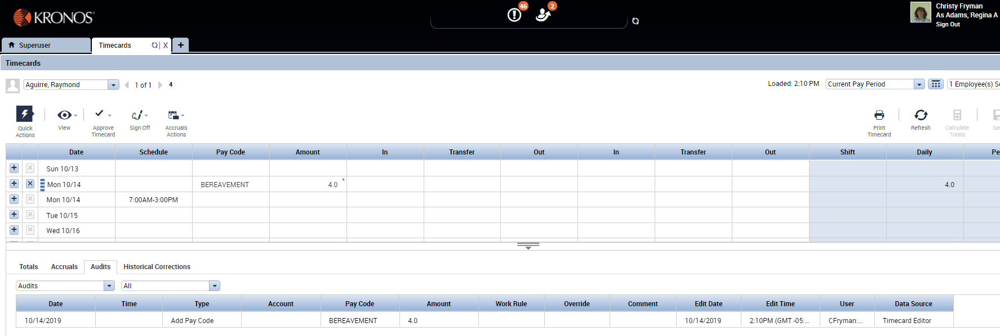 KRONOS
46
2
Christy Fryman
As Adams, Regina A
Sign Out
Superuser
Timecards
X
+
Timecards
Aguirre, Raymond
1 of 1
4
Loaded: 2:10 PM
Current Pay Period
1 Employee(s) Se
Quick Actions
View
Approve Timecard
Sign Off
Accruals Actions
Print Timecard
Refresh
Calculate Totals
Sav
Date Schedule Pay Code Amount In Transfer Out In Transfer Out Shift Daily Pe
Sun 10/13
Mon 10/14 BEREAVEMENT 4.0 4.0
Mon 10/14 7:00AM-3:00PM
Tue 10/15
Wed 10/16
Totals Accruals Audits Historical Corrections
Audits All
Date Time Type Account Pay Code Amount Work Rule Override Comment Edit Date Edit Time User Data Source
10/14/2019 Add Pay Code BEREAVEMENT 4.0 10/14/2019 2:10PM (GMT -05:... CFryman:... Timecard Editor